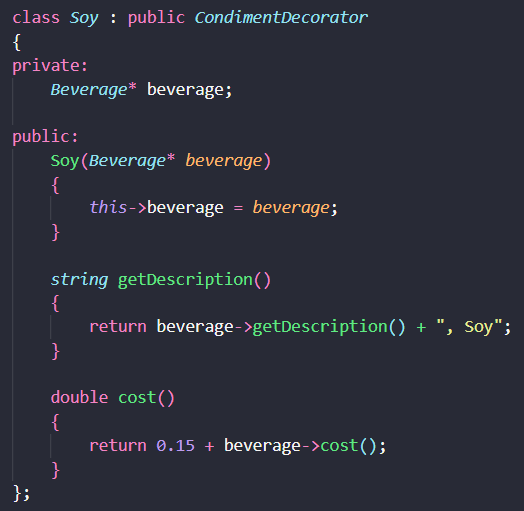 class Soy : public CondimentDecorator
{
private:
    Beverage* beverage;

public:
    Soy(Beverage* beverage)
    {
        this->beverage = beverage;
    }

    string getDescription()
    {
        return beverage->getDescription() + ", Soy";
    }

    double cost()
    {
        return 0.15 + beverage->cost();
    }
};